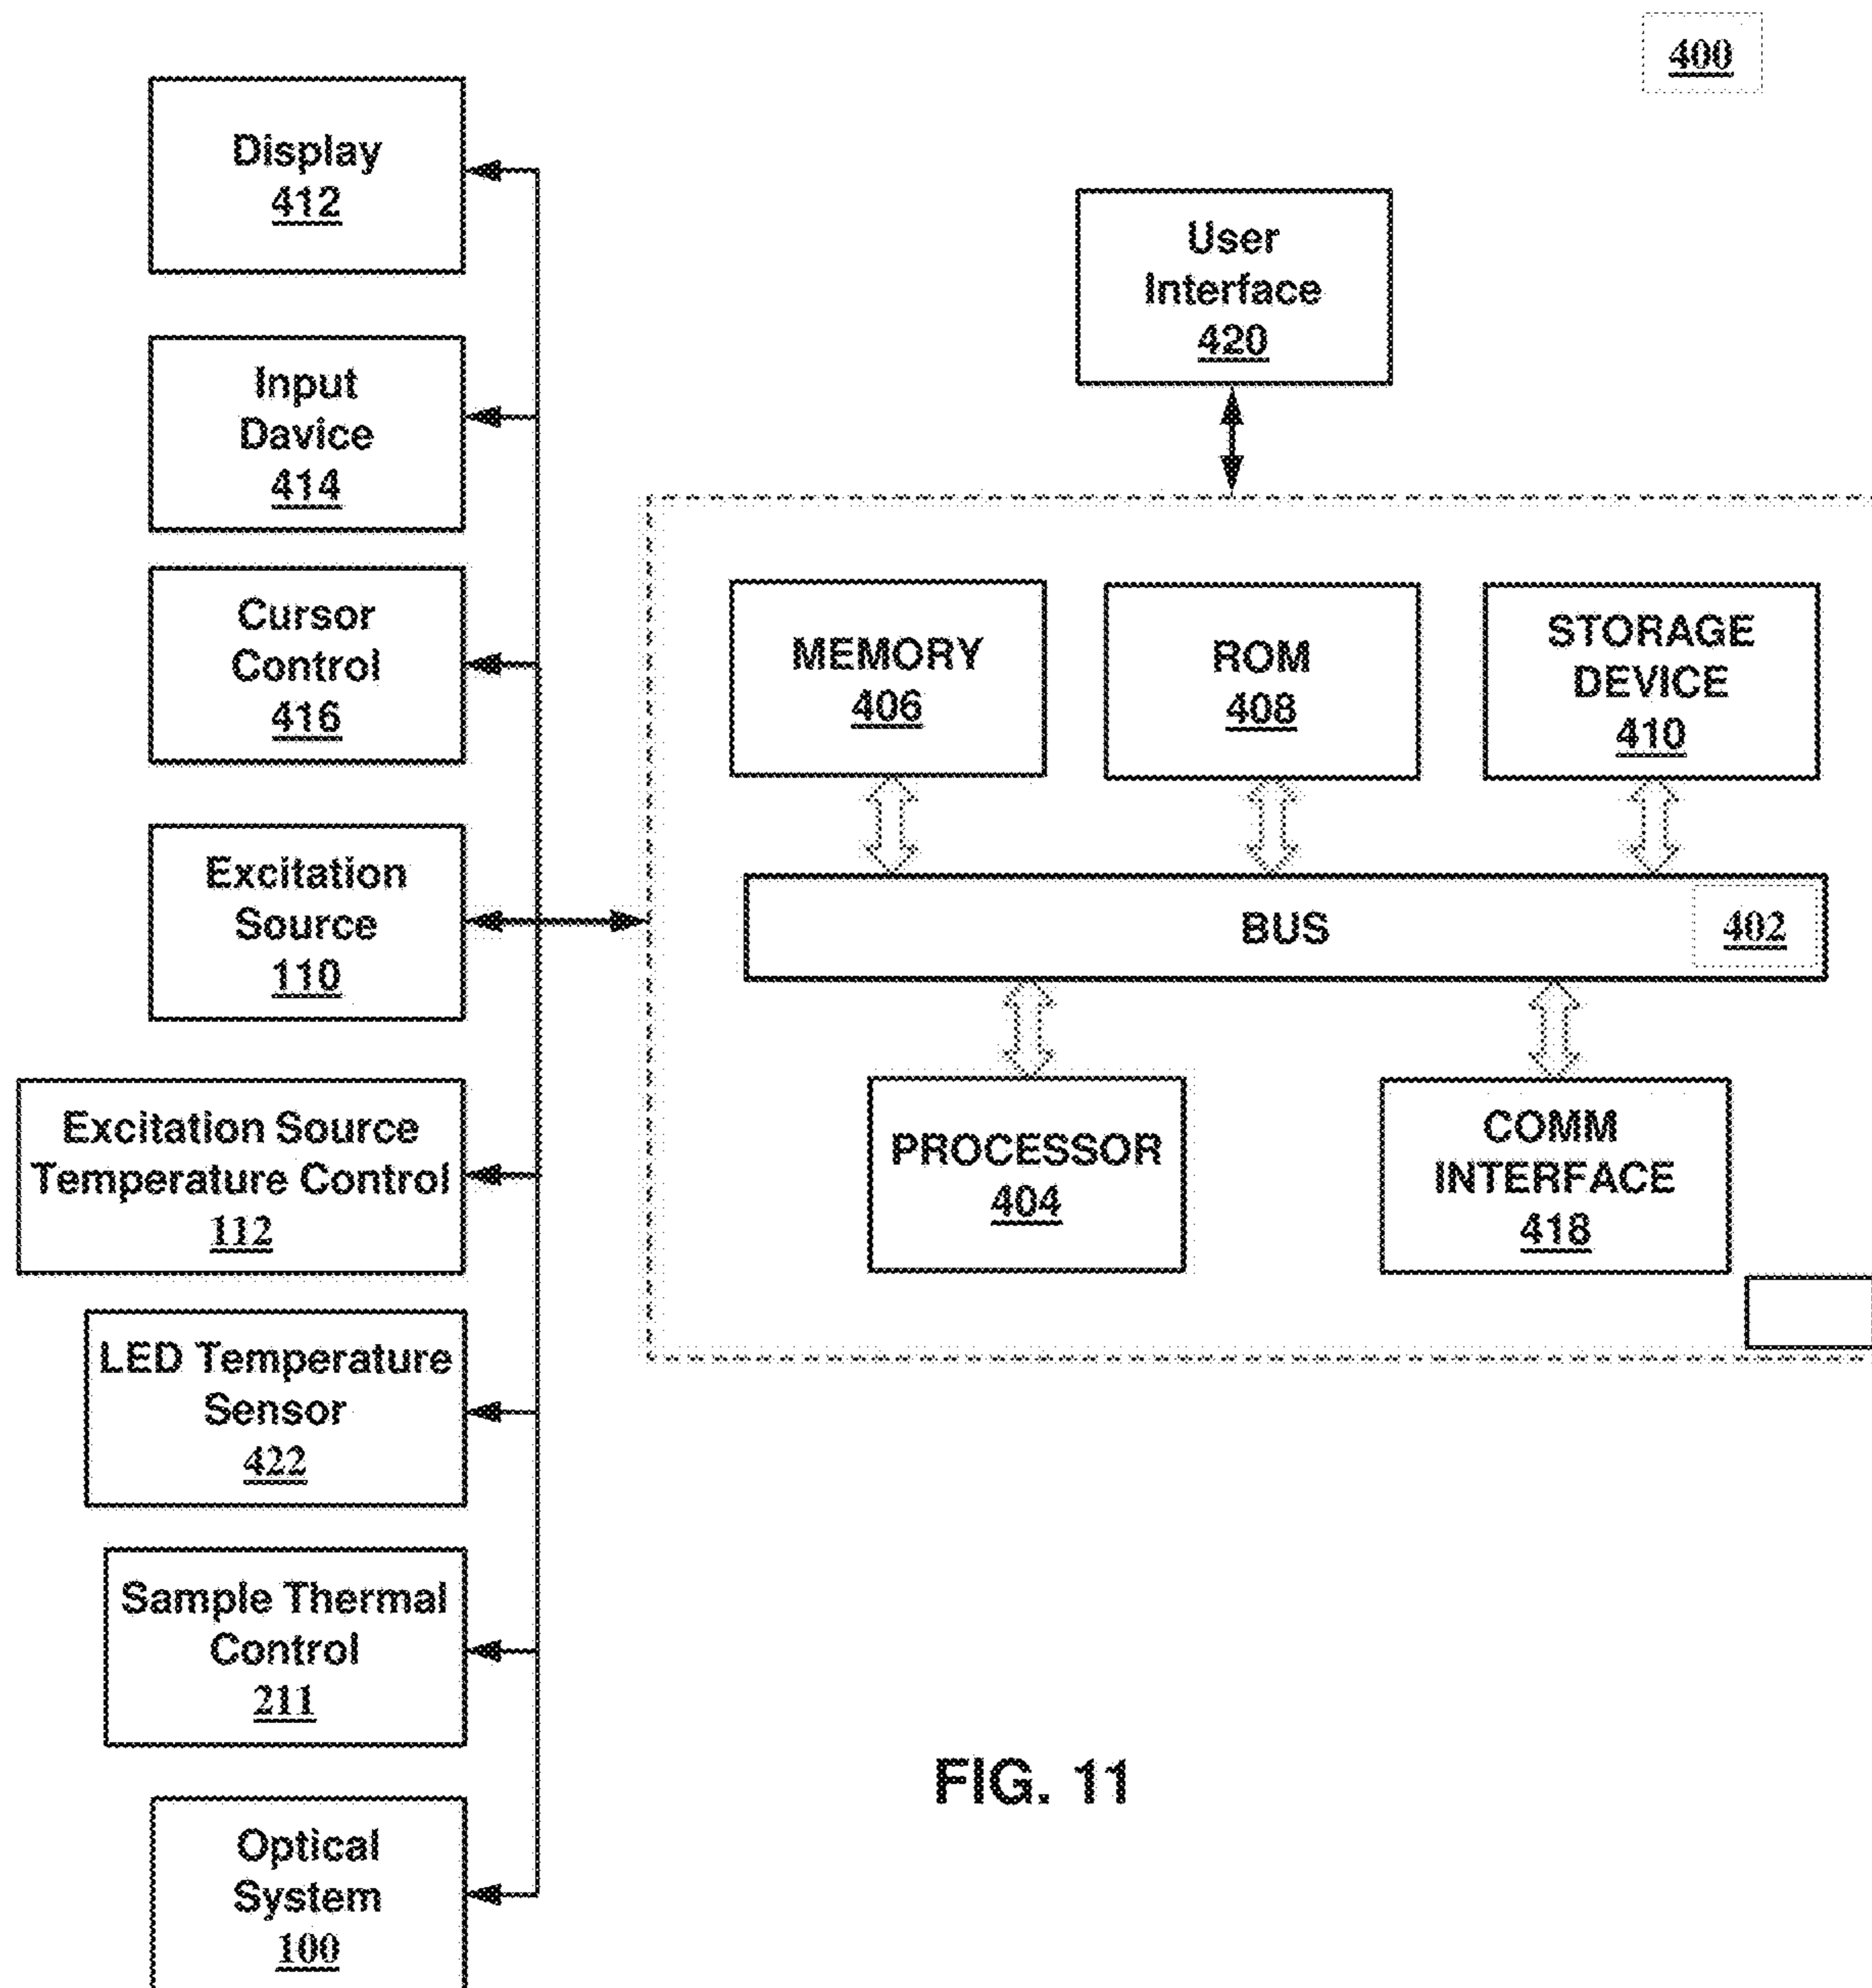 400
Display
412
User
Interface
420
Input
Davice
414
Cursor
Control
416
MEMORY
406
ROM
408
STORAGE
DEVICE
410
Excitation
Source
110
BUS
402
Excitation Source
Temperature Control
112
PROCESSOR
404
COMM
INTERFACE
418
LED Temperature
Sensor
422
Sample Thermal
Control
211
Optical
System
100
FIG. 11